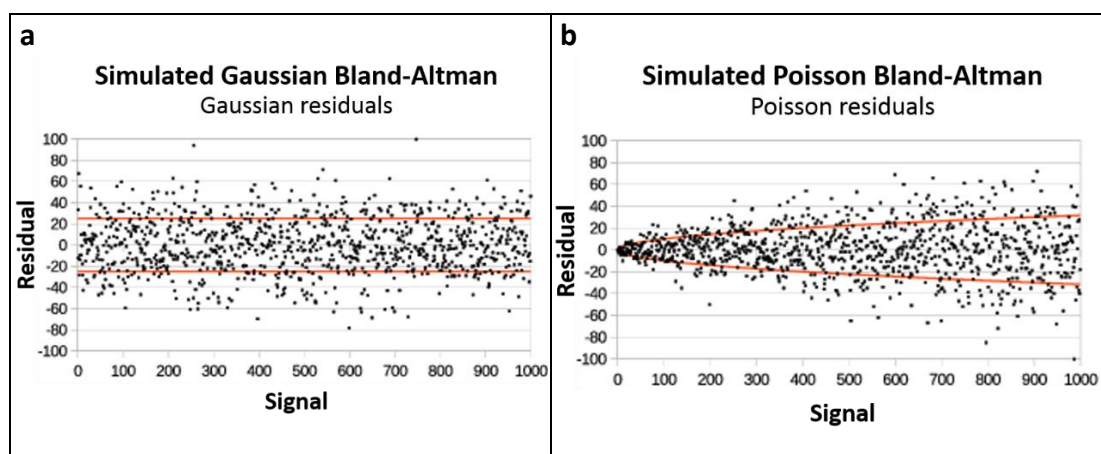 a
Simulated Gaussian Bland-Altman
Gaussian residuals
Residual
100
80
60
40
20
0
-20
-40
-60
-80
-100
0 100 200 300 400 500 600 700 800 900 1000
Signal
b
Simulated Poisson Bland-Altman
Poisson residuals
Residual
100
80
60
40
20
0
-20
-40
-60
-80
-100
0 100 200 300 400 500 600 700 800 900 1000
Signal